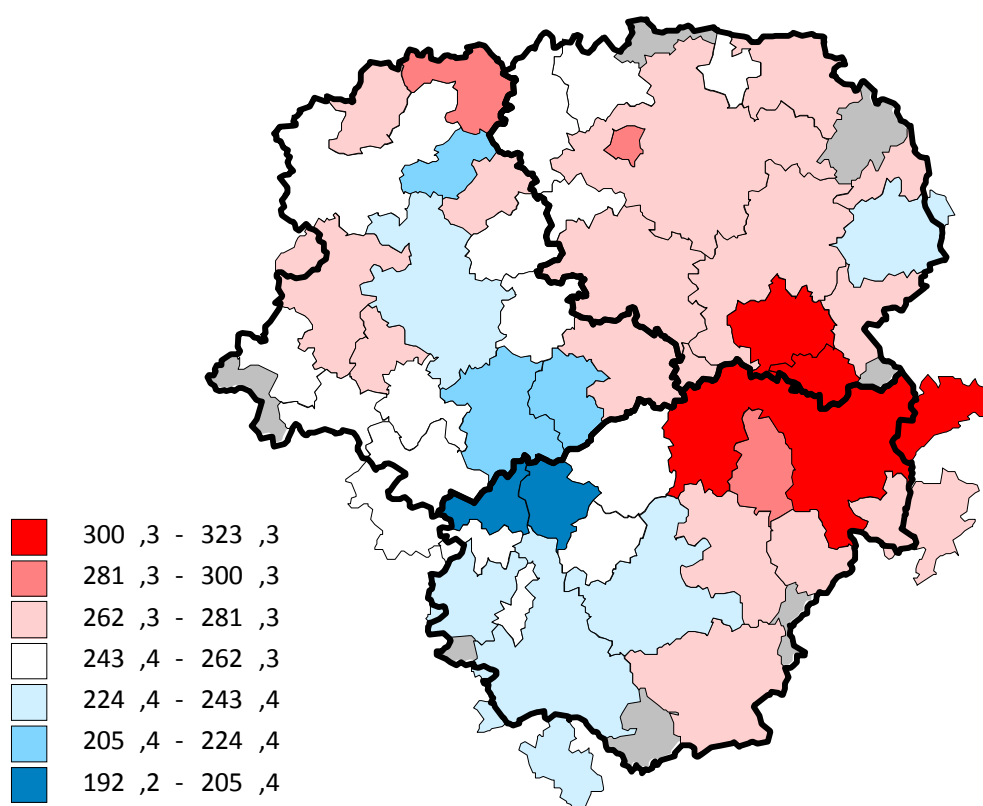 300 ,3 - 323 ,3
281 ,3 - 300 ,3
262 ,3 - 281 ,3
243 ,4 - 262 ,3
224 ,4 - 243 ,4
205 ,4 - 224 ,4
192 ,2 - 205 ,4